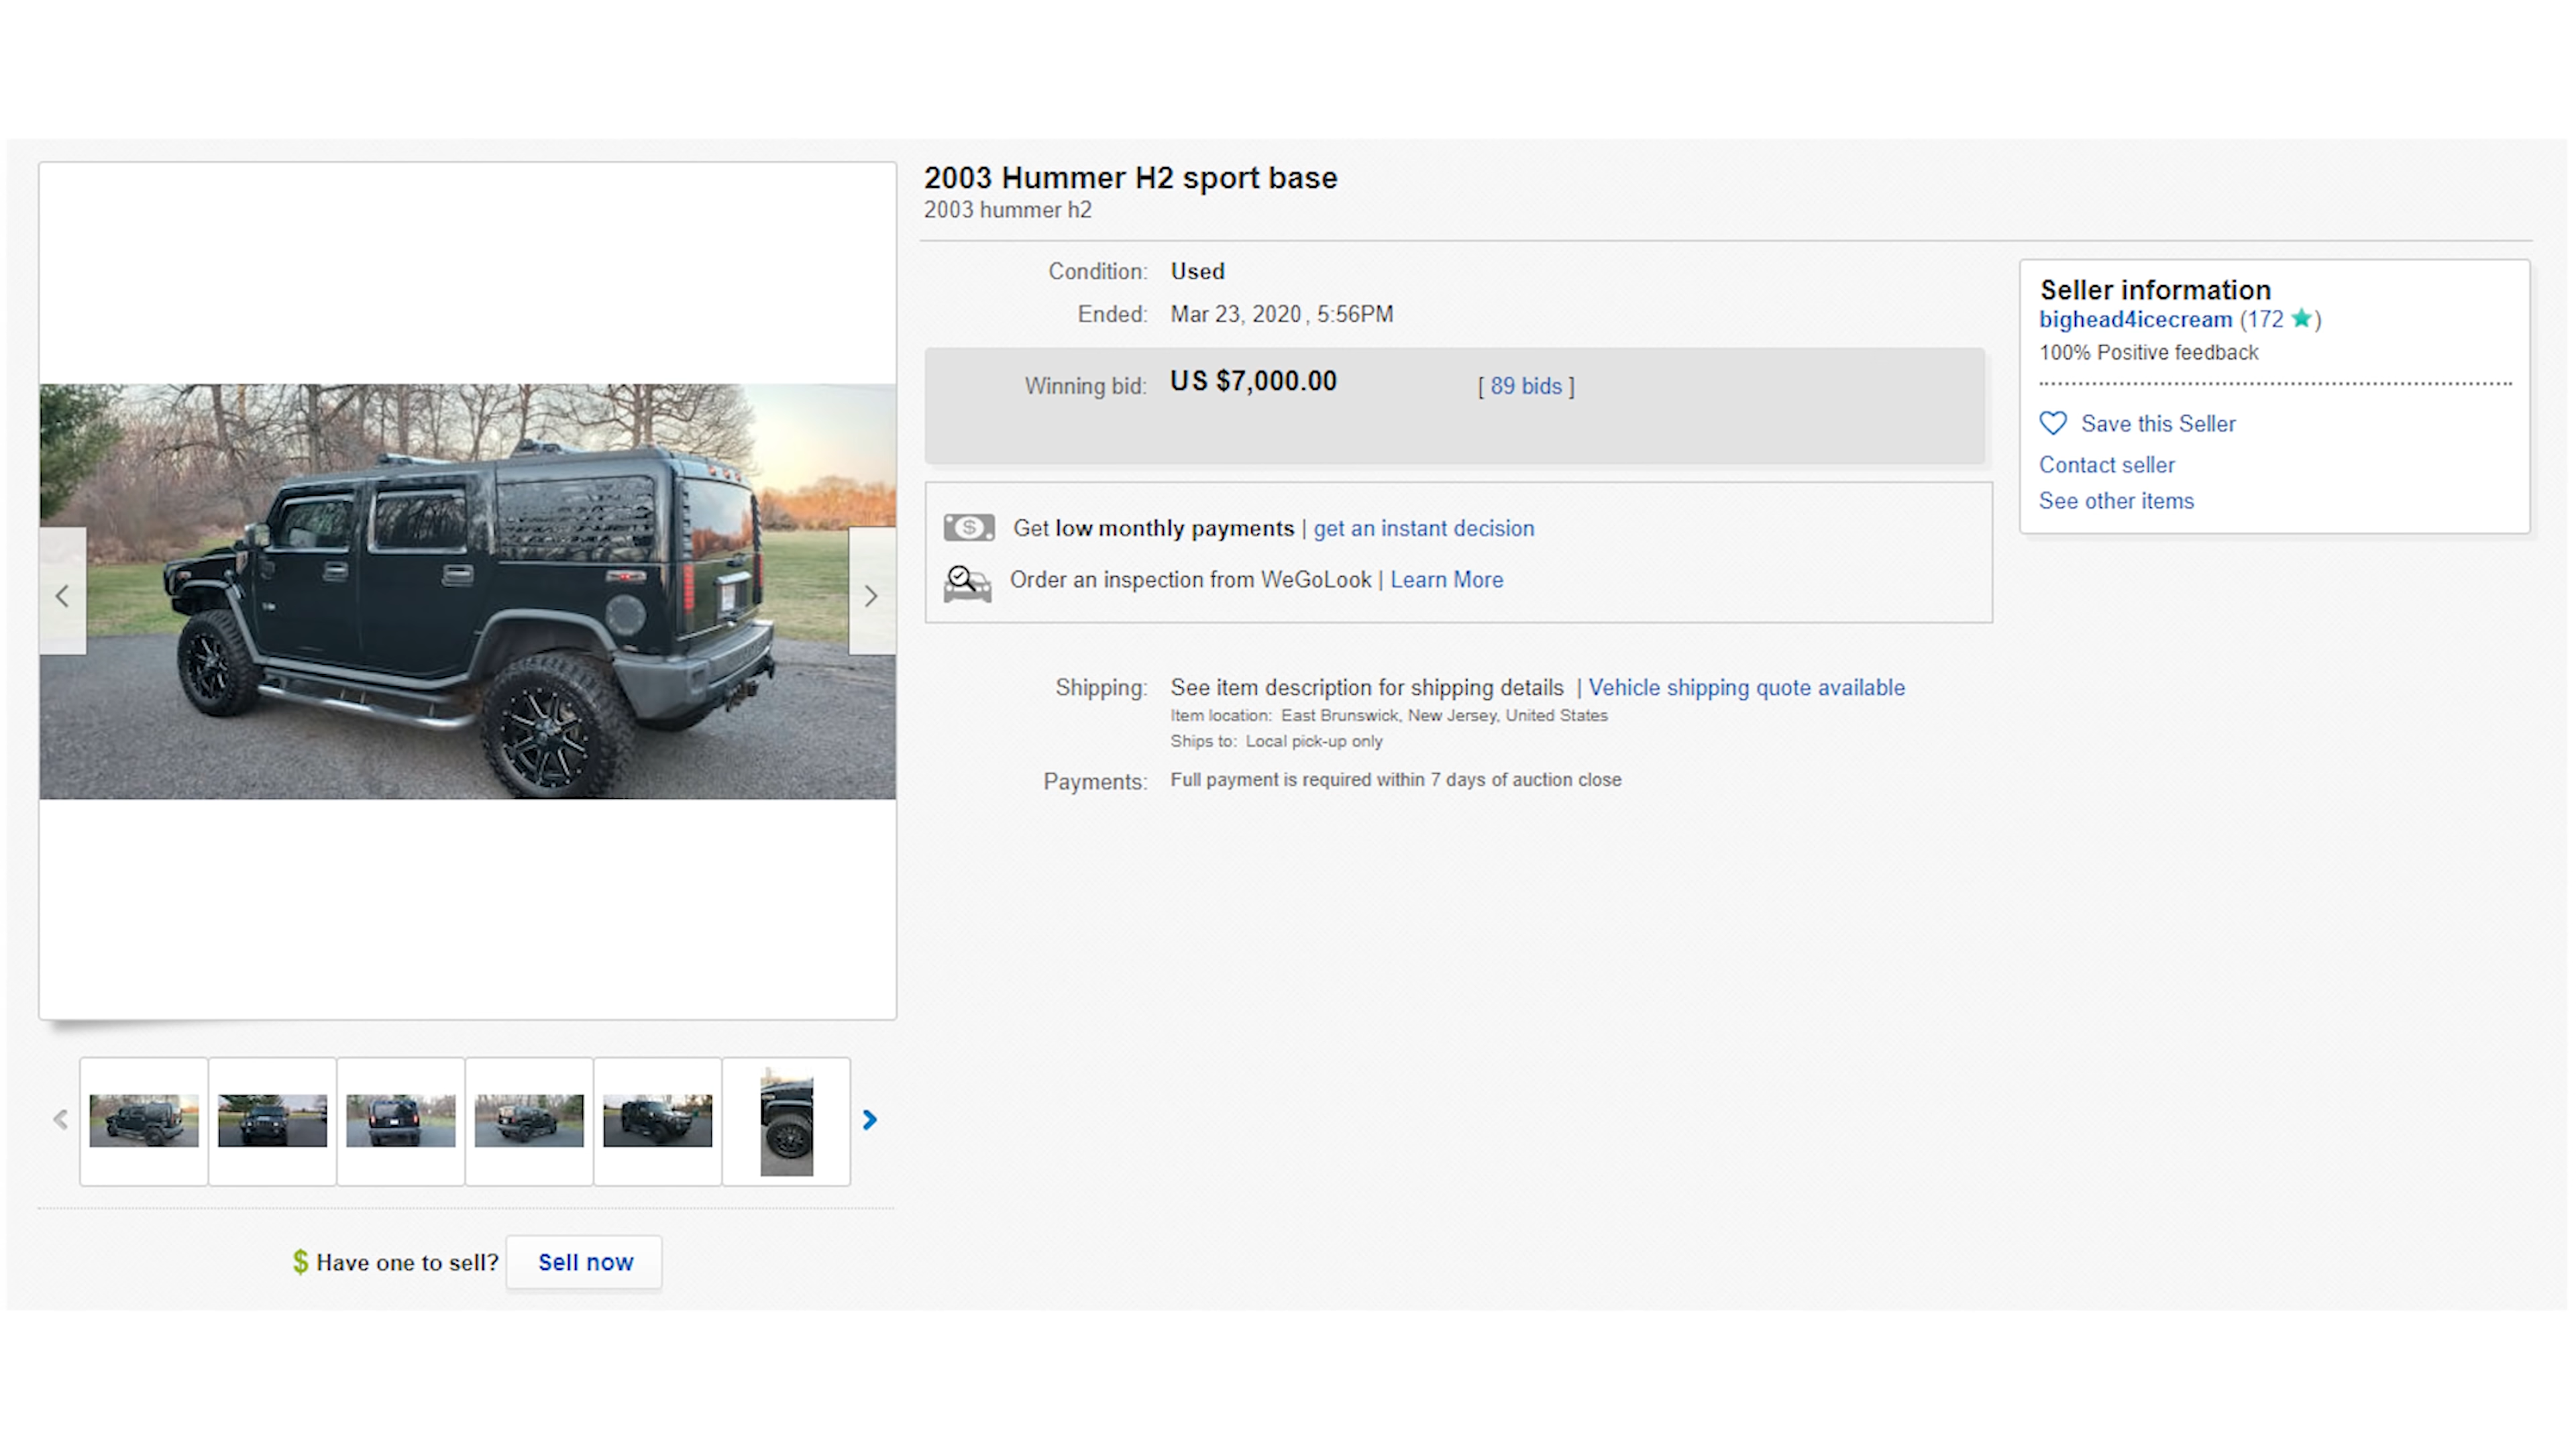 2003 Hummer H2 sport base
2003 hummer h2
Condition: Used
Ended: Mar 23, 2020 , 5:56PM
Winning bid: US $7,000.00 [ 89 bids ]
Get low monthly payments | get an instant decision
Order an inspection from WeGoLook | Learn More
Shipping: See item description for shipping details | Vehicle shipping quote available
Item location: East Brunswick, New Jersey, United States
Ships to: Local pick-up only
Payments: Full payment is required within 7 days of auction close
Seller information
bighead4icecream (172 ★)
100% Positive feedback
Save this Seller
Contact seller
See other items
$ Have one to sell? Sell now